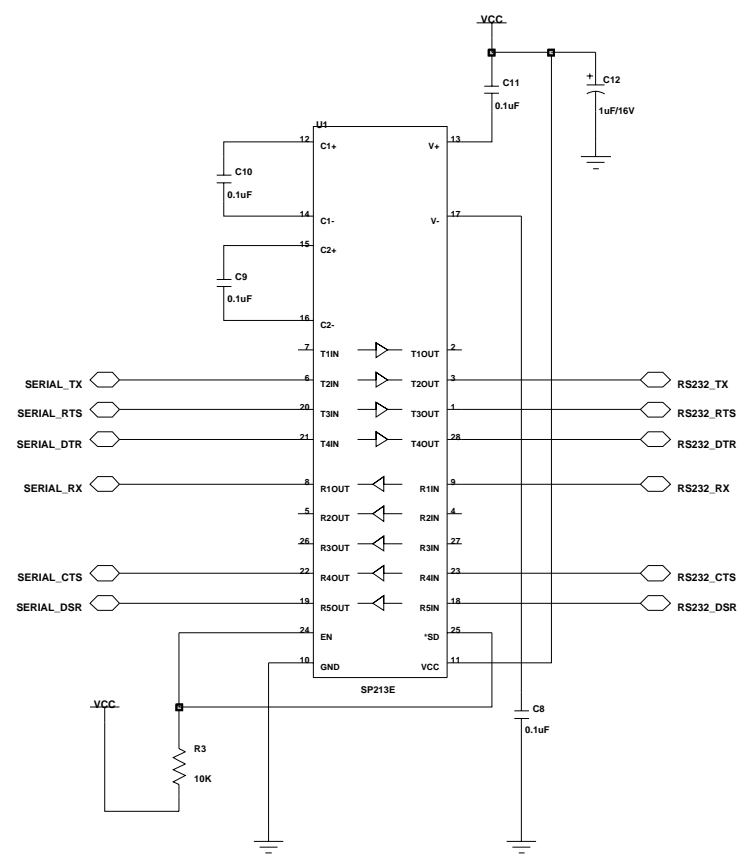 VCC
C11
0.1uF
C12
+
1uF/16V
U1
12 C1+ V+ 13
C10
0.1uF
14 C1- V- 17
15 C2+
C9
0.1uF
16 C2-
7 T1IN T1OUT 2
SERIAL_TX 6 T2IN T2OUT 3 RS232_TX
SERIAL_RTS 20 T3IN T3OUT 1 RS232_RTS
SERIAL_DTR 21 T4IN T4OUT 28 RS232_DTR
SERIAL_RX 8 R1OUT R1IN 9 RS232_RX
5 R2OUT R2IN 4
26 R3OUT R3IN 27
SERIAL_CTS 22 R4OUT R4IN 23 RS232_CTS
SERIAL_DSR 19 R5OUT R5IN 18 RS232_DSR
24 EN *SD 25
10 GND VCC 11
SP213E
VCC
C8
0.1uF
R3
10K